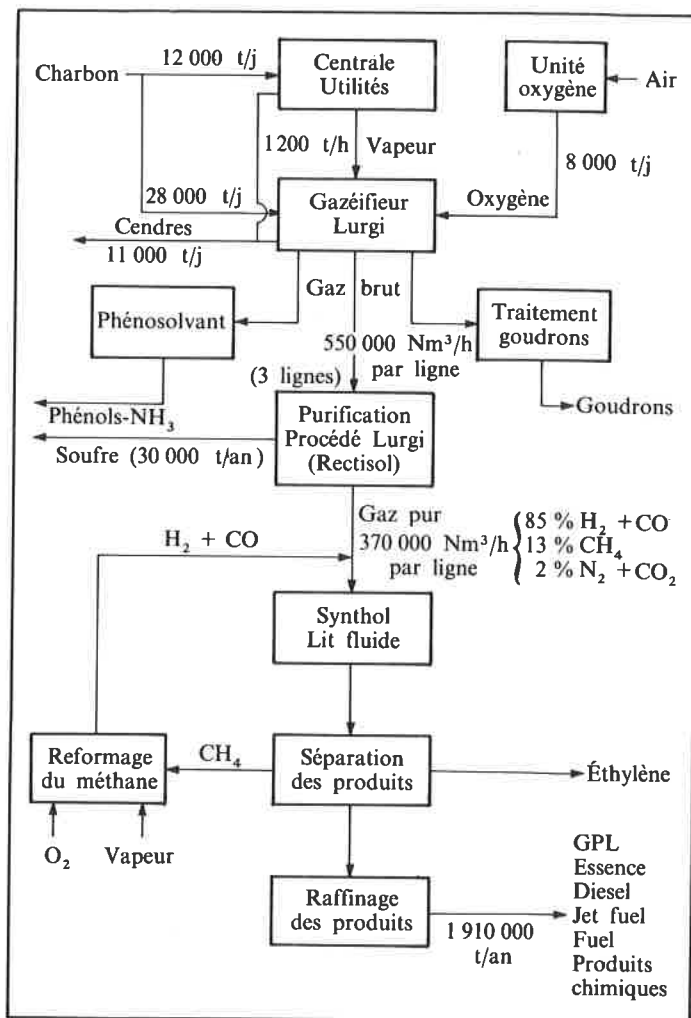 Charbon
12 000 t/j
Centrale
Utilités
Unité
oxygène
Air
1200 t/h
Vapeur
8 000 t/j
28 000 t/j
Gazéifieur
Lurgi
Oxygène
Cendres
11 000 t/j
Gaz brut
Phénosolvant
Traitement
goudrons
550 000 Nm³/h
par ligne
(3 lignes)
Goudrons
Phénols-NH₃
Purification
Procédé Lurgi
(Rectisol)
Soufre (30 000 t/an)
Gaz pur
370 000 Nm³/h
par ligne
85 % H₂ + CO
13 % CH₄
2 % N₂ + CO₂
H₂ + CO
Synthol
Lit fluide
Reformage
du méthane
CH₄
Séparation
des produits
Éthylène
O₂
Vapeur
Raffinage
des produits
1 910 000
t/an
GPL
Essence
Diesel
Jet fuel
Fuel
Produits
chimiques